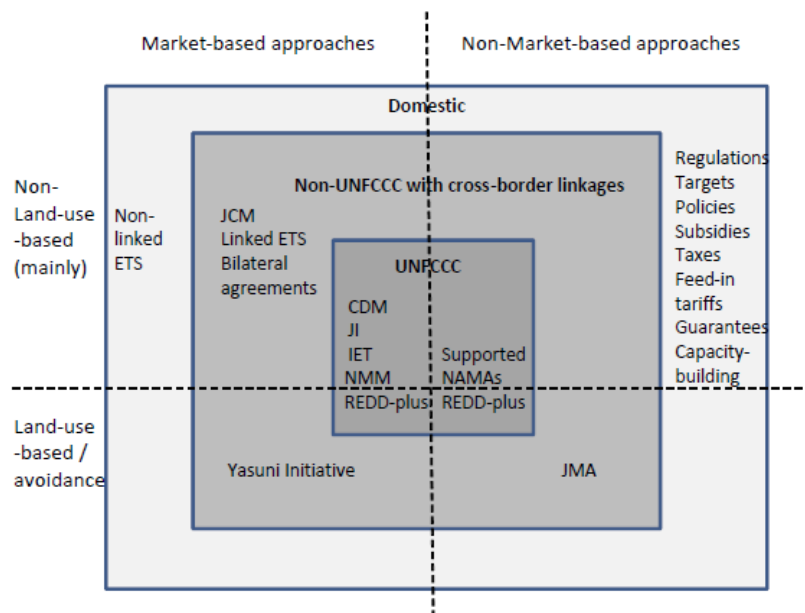 Market-based approaches
Non-Market-based approaches
Domestic
Non-
Land-use
-based
(mainly)
Non-
linked
ETS
Non-UNFCCC with cross-border linkages
JCM
Linked ETS
Bilateral
agreements
UNFCCC
CDM
JI
IET
NMM
REDD-plus
Supported
NAMAs
REDD-plus
Regulations
Targets
Policies
Subsidies
Taxes
Feed-in
tariffs
Guarantees
Capacity-
building
Land-use
-based /
avoidance
Yasuni Initiative
JMA